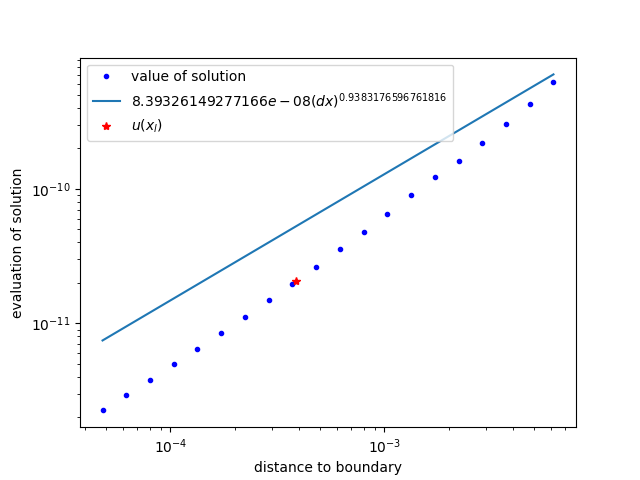 value of solution
8.39326149277166e − 08(dx)^0.9383176596761816
u(x_l)
evaluation of solution
10^−10
10^−11
10^−4
10^−3
distance to boundary